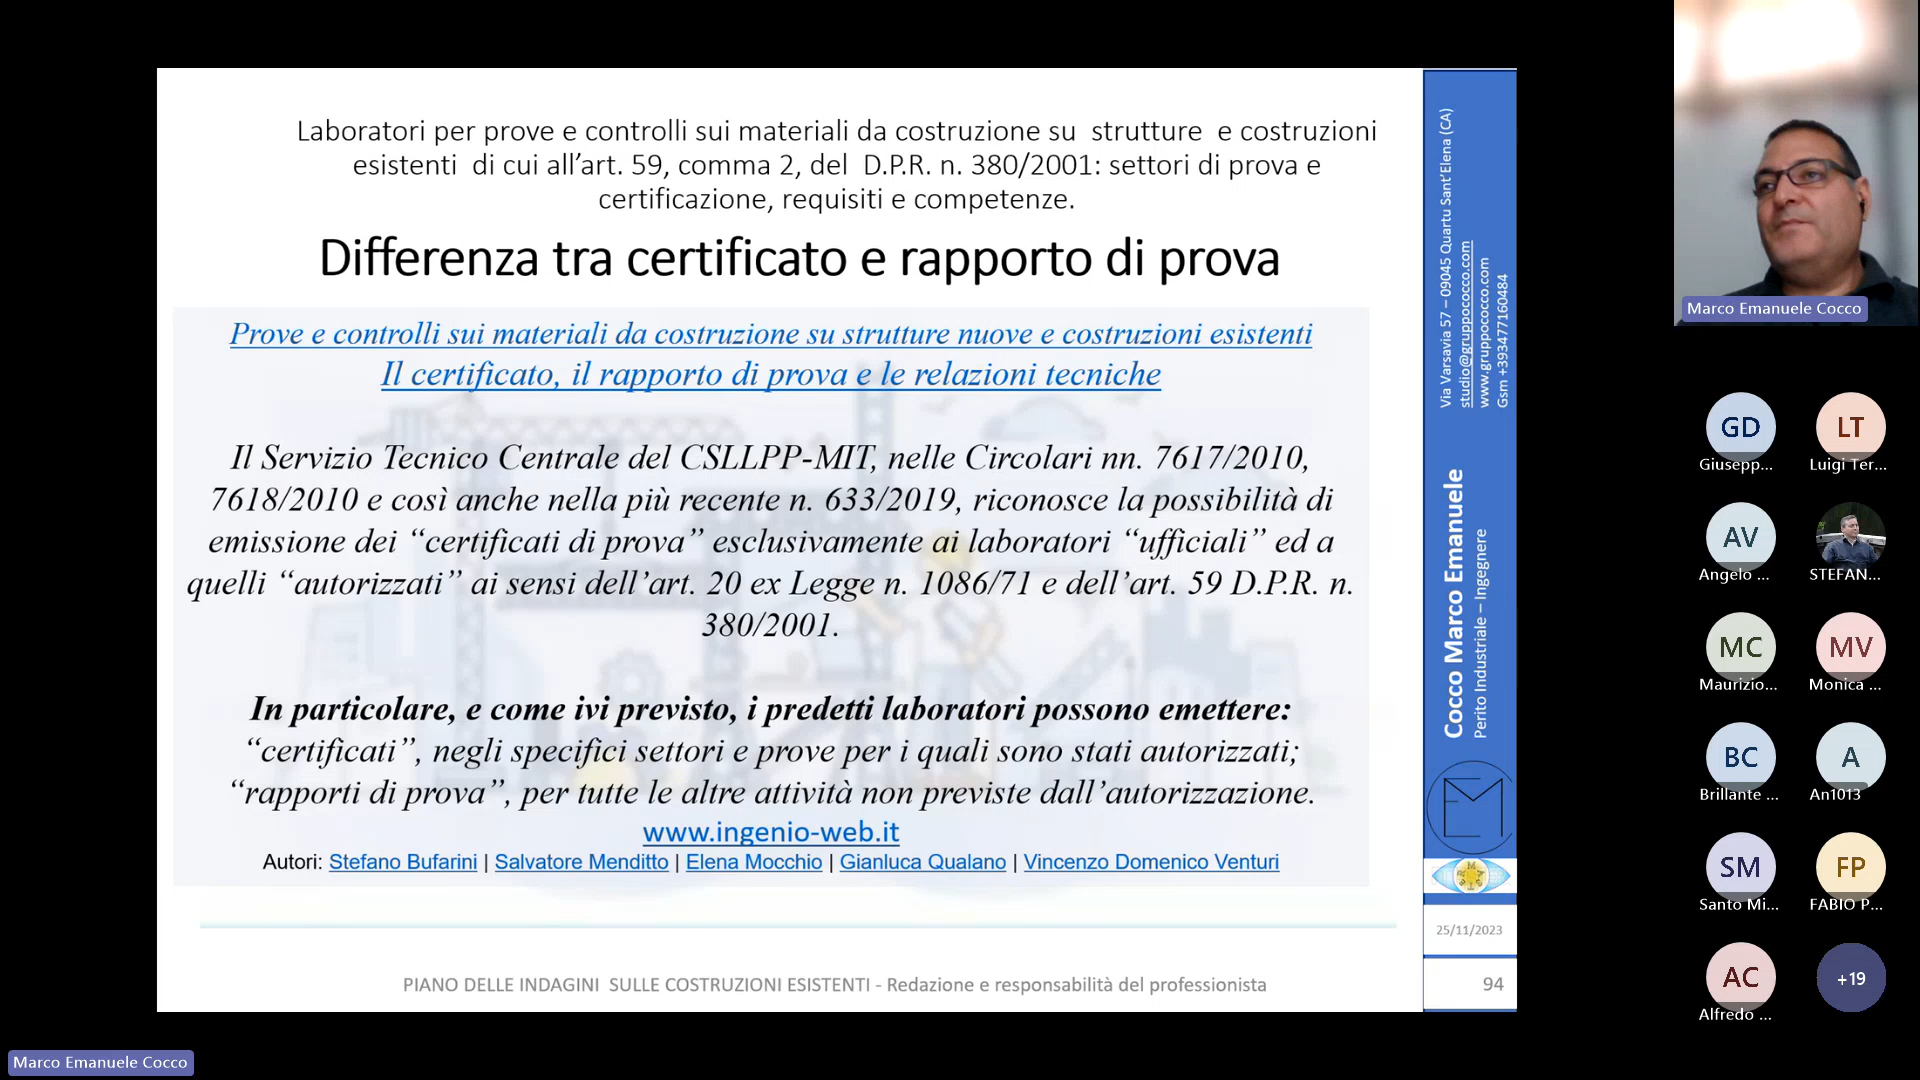 Laboratori per prove e controlli sui materiali da costruzione su strutture e costruzioni
esistenti di cui all’art. 59, comma 2, del D.P.R. n. 380/2001: settori di prova e
certificazione, requisiti e competenze.
Differenza tra certificato e rapporto di prova
Prove e controlli sui materiali da costruzione su strutture nuove e costruzioni esistenti
Il certificato, il rapporto di prova e le relazioni tecniche
Il Servizio Tecnico Centrale del CSLLPP-MIT, nelle Circolari nn. 7617/2010,
7618/2010 e così anche nella più recente n. 633/2019, riconosce la possibilità di
emissione dei “certificati di prova” esclusivamente ai laboratori “ufficiali” ed a
quelli “autorizzati” ai sensi dell’art. 20 ex Legge n. 1086/71 e dell’art. 59 D.P.R. n.
380/2001.
In particolare, e come ivi previsto, i predetti laboratori possono emettere:
“certificati”, negli specifici settori e prove per i quali sono stati autorizzati;
“rapporti di prova”, per tutte le altre attività non previste dall’autorizzazione.
www.ingenio-web.it
Autori: Stefano Bufarini | Salvatore Menditto | Elena Mocchio | Gianluca Qualano | Vincenzo Domenico Venturi
PIANO DELLE INDAGINI SULLE COSTRUZIONI ESISTENTI - Redazione e responsabilità del professionista
Via Varsavia 57 – 09045 Quartu Sant’Elena (CA)
studio@gruppococco.com
www.gruppococco.com
Gsm +393477160484
Cocco Marco Emanuele
Perito Industriale – Ingegnere
25/11/2023
94
Marco Emanuele Cocco
GD
Giusepp...
LT
Luigi Ter...
AV
Angelo ...
STEFAN...
MC
Maurizio...
MV
Monica ...
BC
Brillante ...
A
An1013
SM
Santo Mi...
FP
FABIO P...
AC
Alfredo ...
+19
Marco Emanuele Cocco